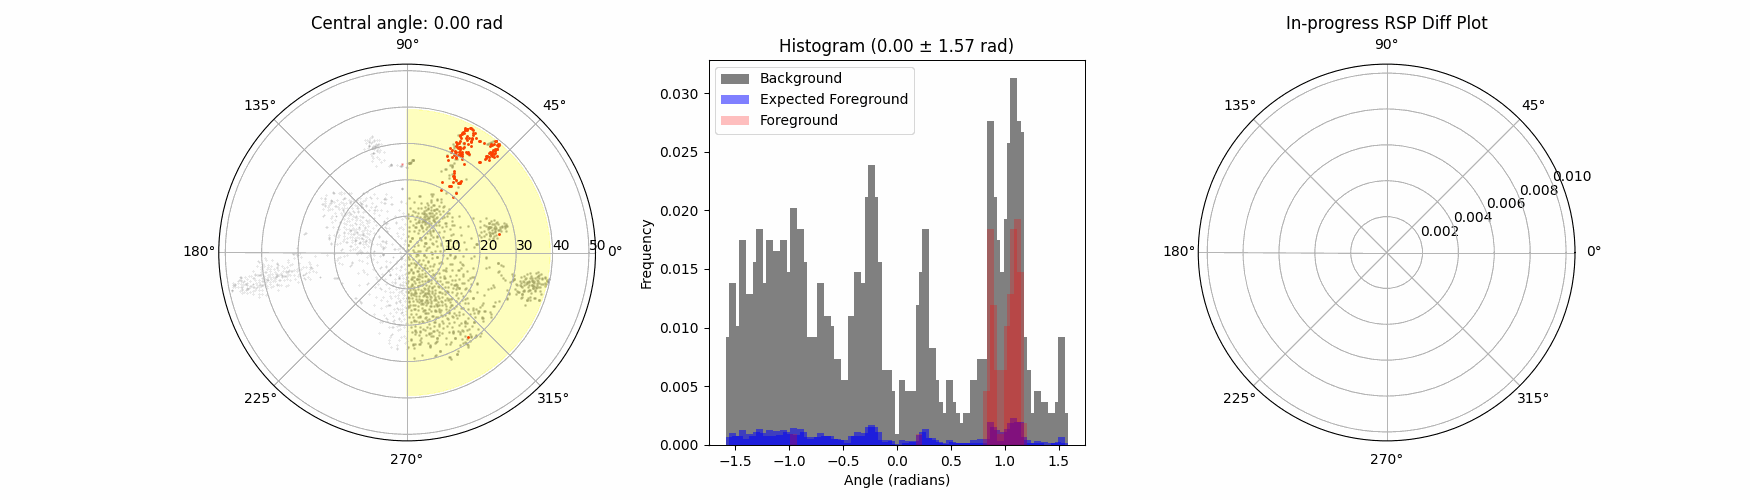 Central angle: 0.00 rad
90°
135°
45°
180°
10 20 30 40 50
0°
225°
315°
270°
Histogram (0.00 ± 1.57 rad)
Background
Expected Foreground
Foreground
Frequency
0.030
0.025
0.020
0.015
0.010
0.005
0.000
−1.5 −1.0 −0.5 0.0 0.5 1.0 1.5
Angle (radians)
In-progress RSP Diff Plot
90°
135°
45°
0.010
0.008
0.006
0.004
0.002
180°
0°
225°
315°
270°